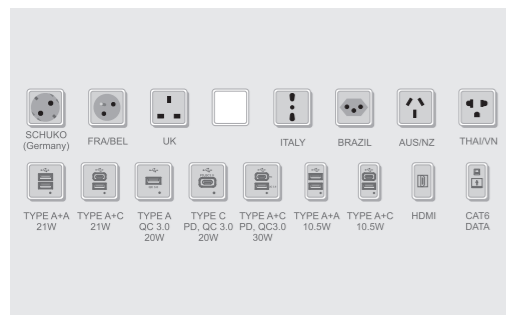 SCHUKO
(Germany)
FRA/BEL
UK
ITALY
BRAZIL
AUS/NZ
THAI/VN
TYPE A+A
21W
TYPE A+C
21W
TYPE A
QC 3.0
20W
TYPE C
PD, QC 3.0
20W
TYPE A+C
PD, QC3.0
30W
TYPE A+A
10.5W
TYPE A+C
10.5W
HDMI
CAT6
DATA